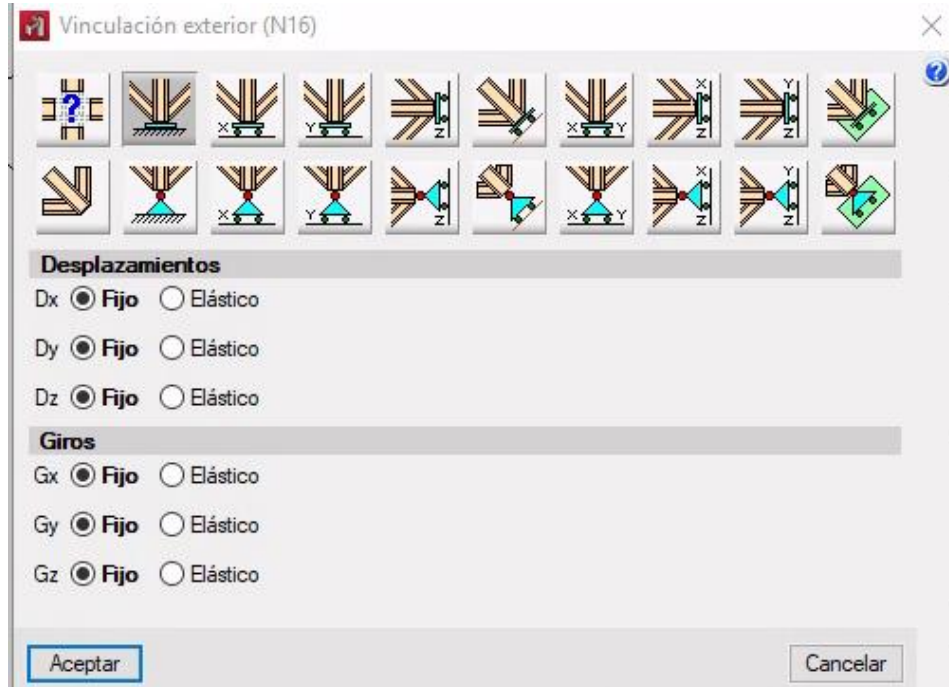 Vinculación exterior (N16)
?
X
Y
Z
X Y
X Z
Y Z
X
Y
Z
X Y
X Z
Y Z
Desplazamientos
Dx Fijo Elástico
Dy Fijo Elástico
Dz Fijo Elástico
Giros
Gx Fijo Elástico
Gy Fijo Elástico
Gz Fijo Elástico
Aceptar Cancelar